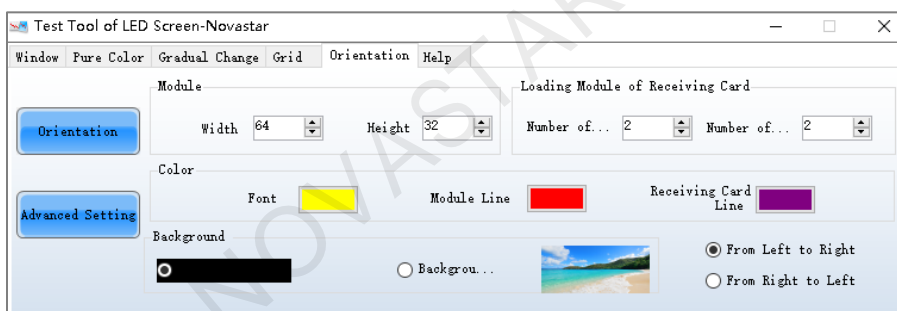 Test Tool of LED Screen-Novastar
Window Pure Color Gradual Change Grid Orientation Help
Module
Loading Module of Receiving Card
Orientation
Width 64 Height 32 Number of... 2 Number of... 2
Color
Font Module Line Receiving Card Line
Advanced Setting
Background
Backgrou...
From Left to Right
From Right to Left
NOVASTAR